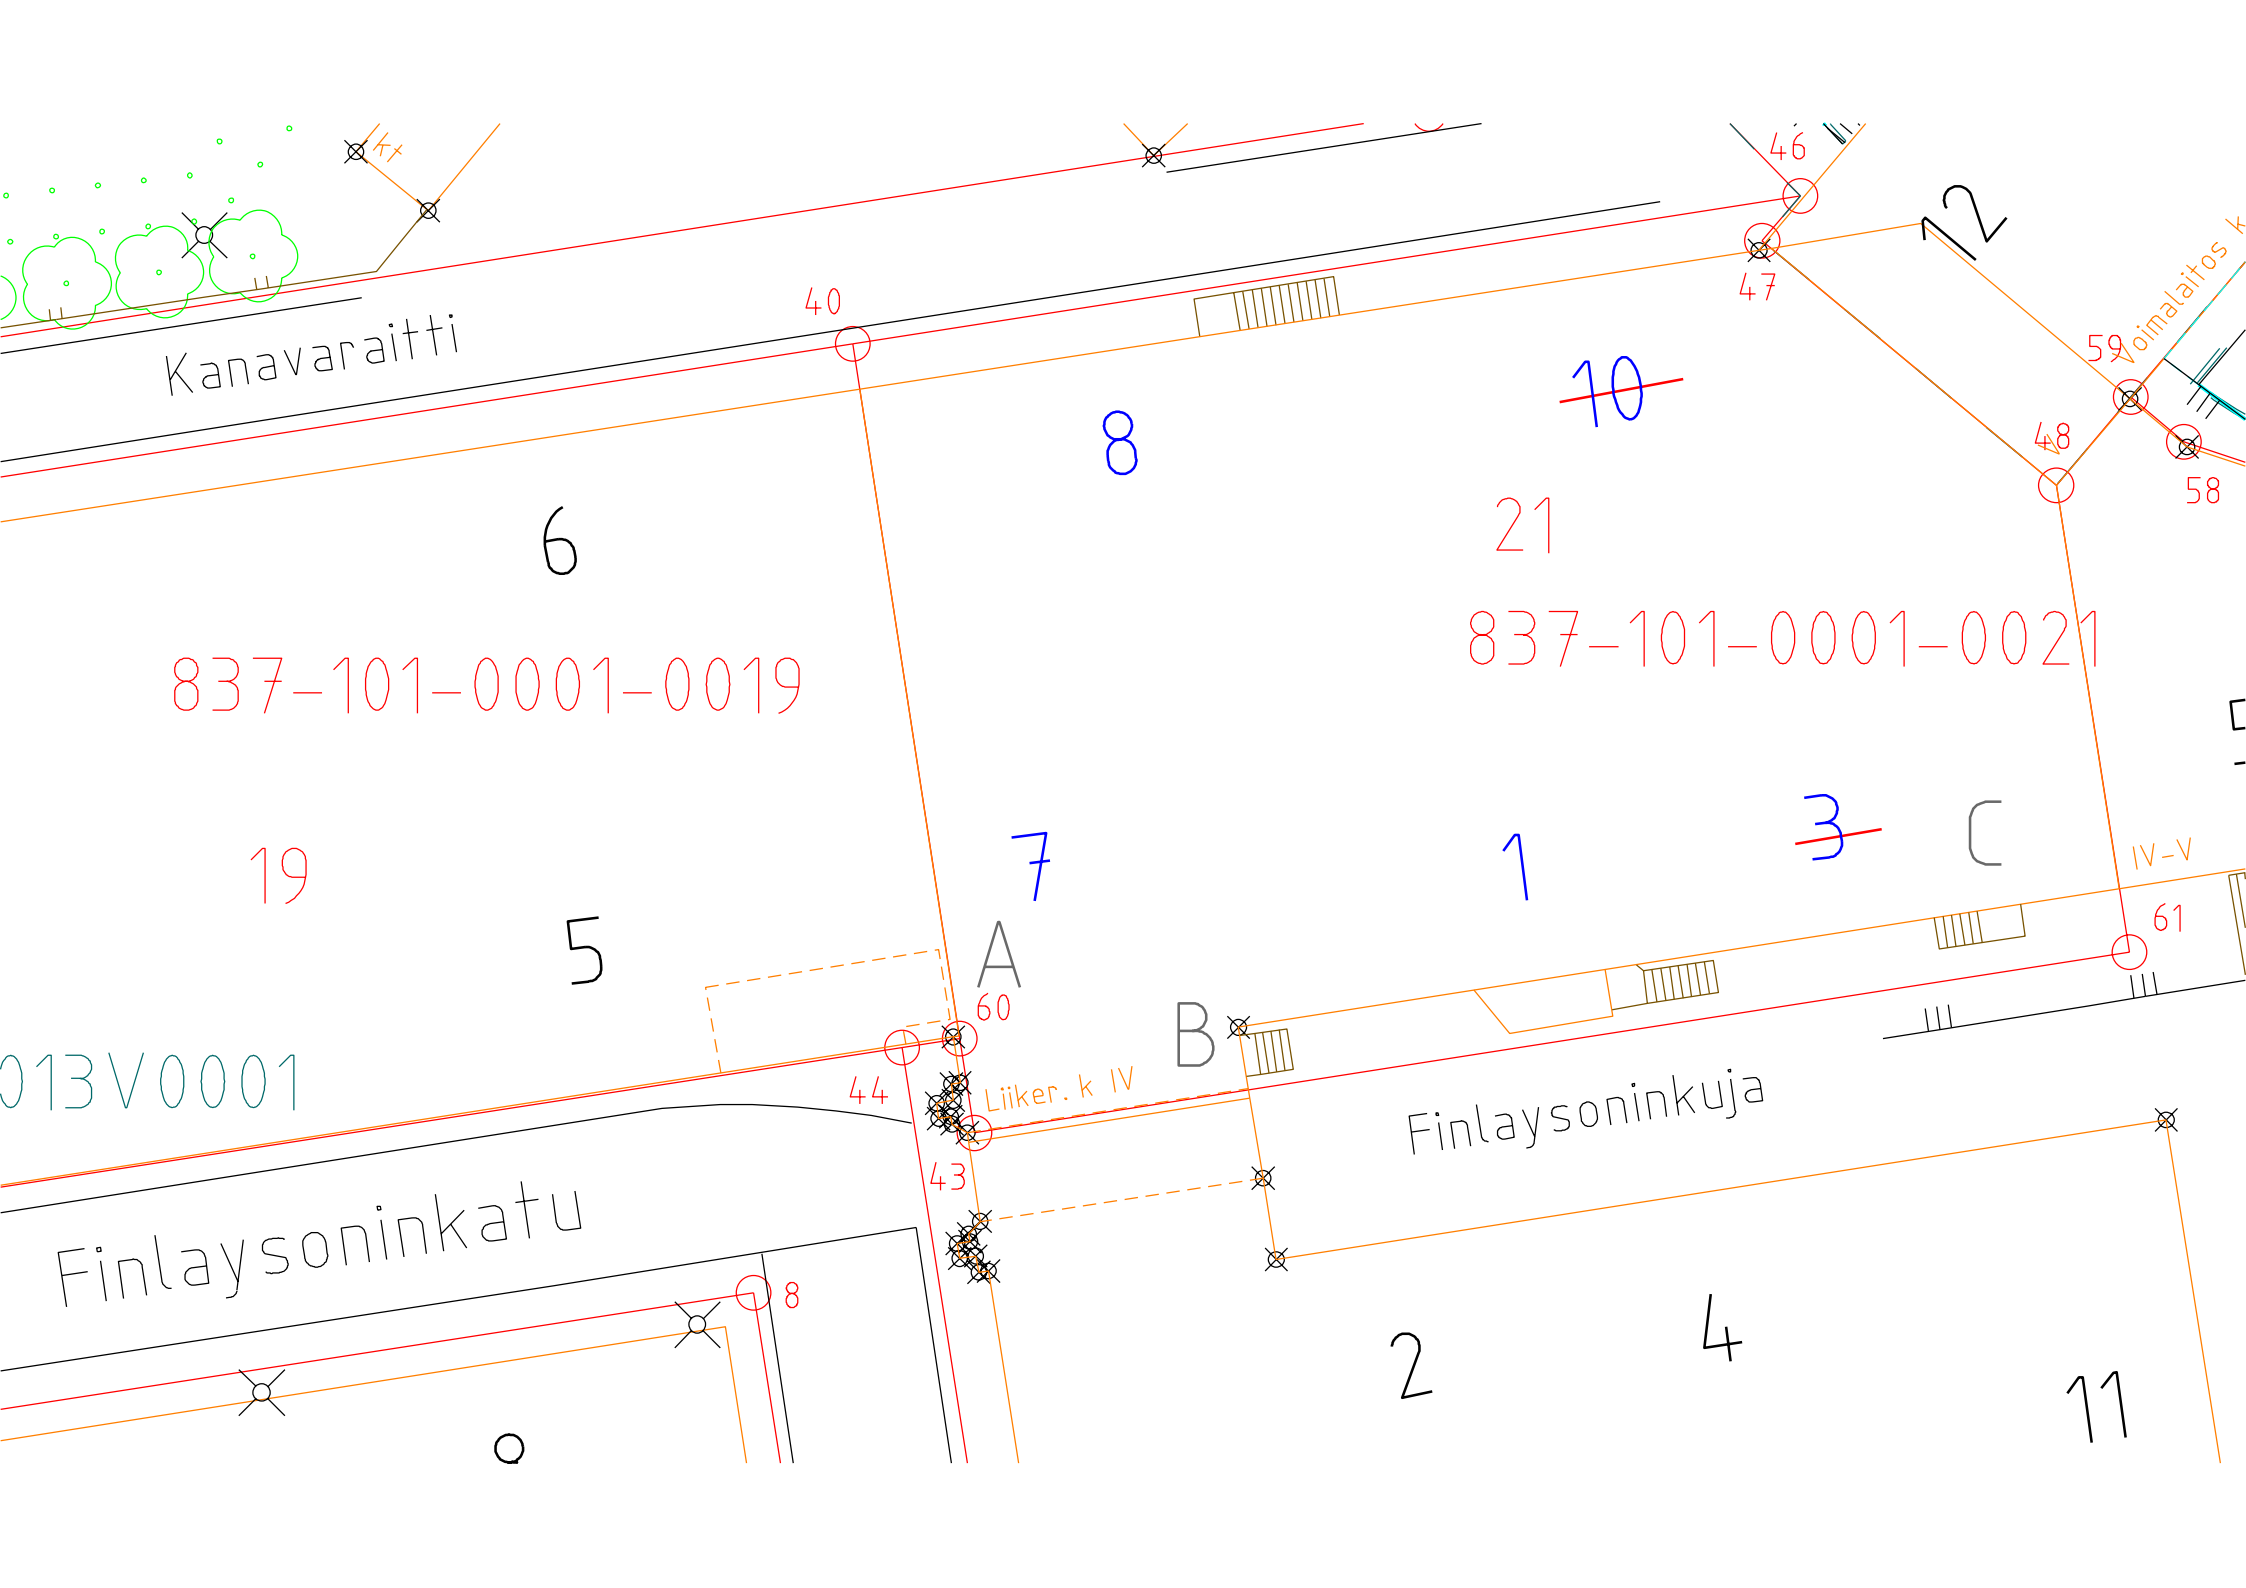 kt
46
12
Voimalaitos k
40
47
Kanavaraitti
59
10
8
V
48
58
6
21
837-101-0001-0021
837-101-0001-0019
3
C
7
1
IV-V
19
5
A
61
60
B
013V0001
44
Liiker. k IV
Finlaysoninkuja
43
Finlaysoninkatu
8
4
2
11